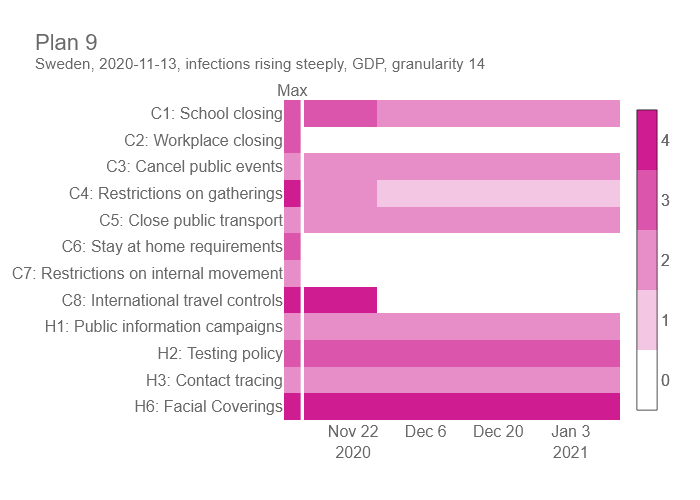 Plan 9
Sweden, 2020-11-13, infections rising steeply, GDP, granularity 14
Max
C1: School closing
C2: Workplace closing
C3: Cancel public events
C4: Restrictions on gatherings
C5: Close public transport
C6: Stay at home requirements
C7: Restrictions on internal movement
C8: International travel controls
H1: Public information campaigns
H2: Testing policy
H3: Contact tracing
H6: Facial Coverings
Nov 22 Dec 6 Dec 20 Jan 3
2020 2021
4
3
2
1
0